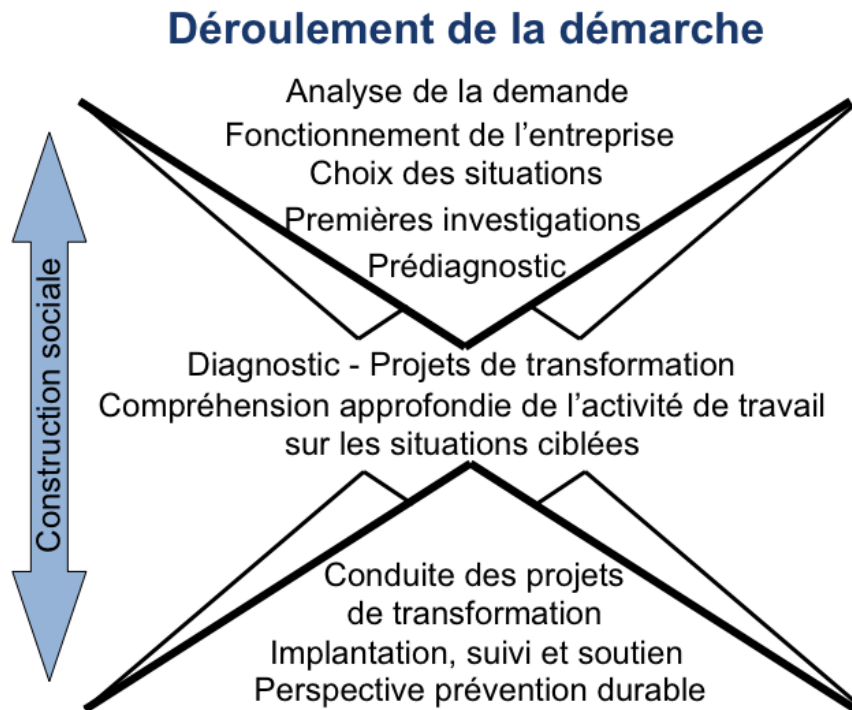 Déroulement de la démarche
Analyse de la demande
Fonctionnement de l'entreprise
Choix des situations
Premières investigations
Prédiagnostic
Construction sociale
Diagnostic - Projets de transformation
Compréhension approfondie de l'activité de travail
sur les situations ciblées
Conduite des projets
de transformation
Implantation, suivi et soutien
Perspective prévention durable